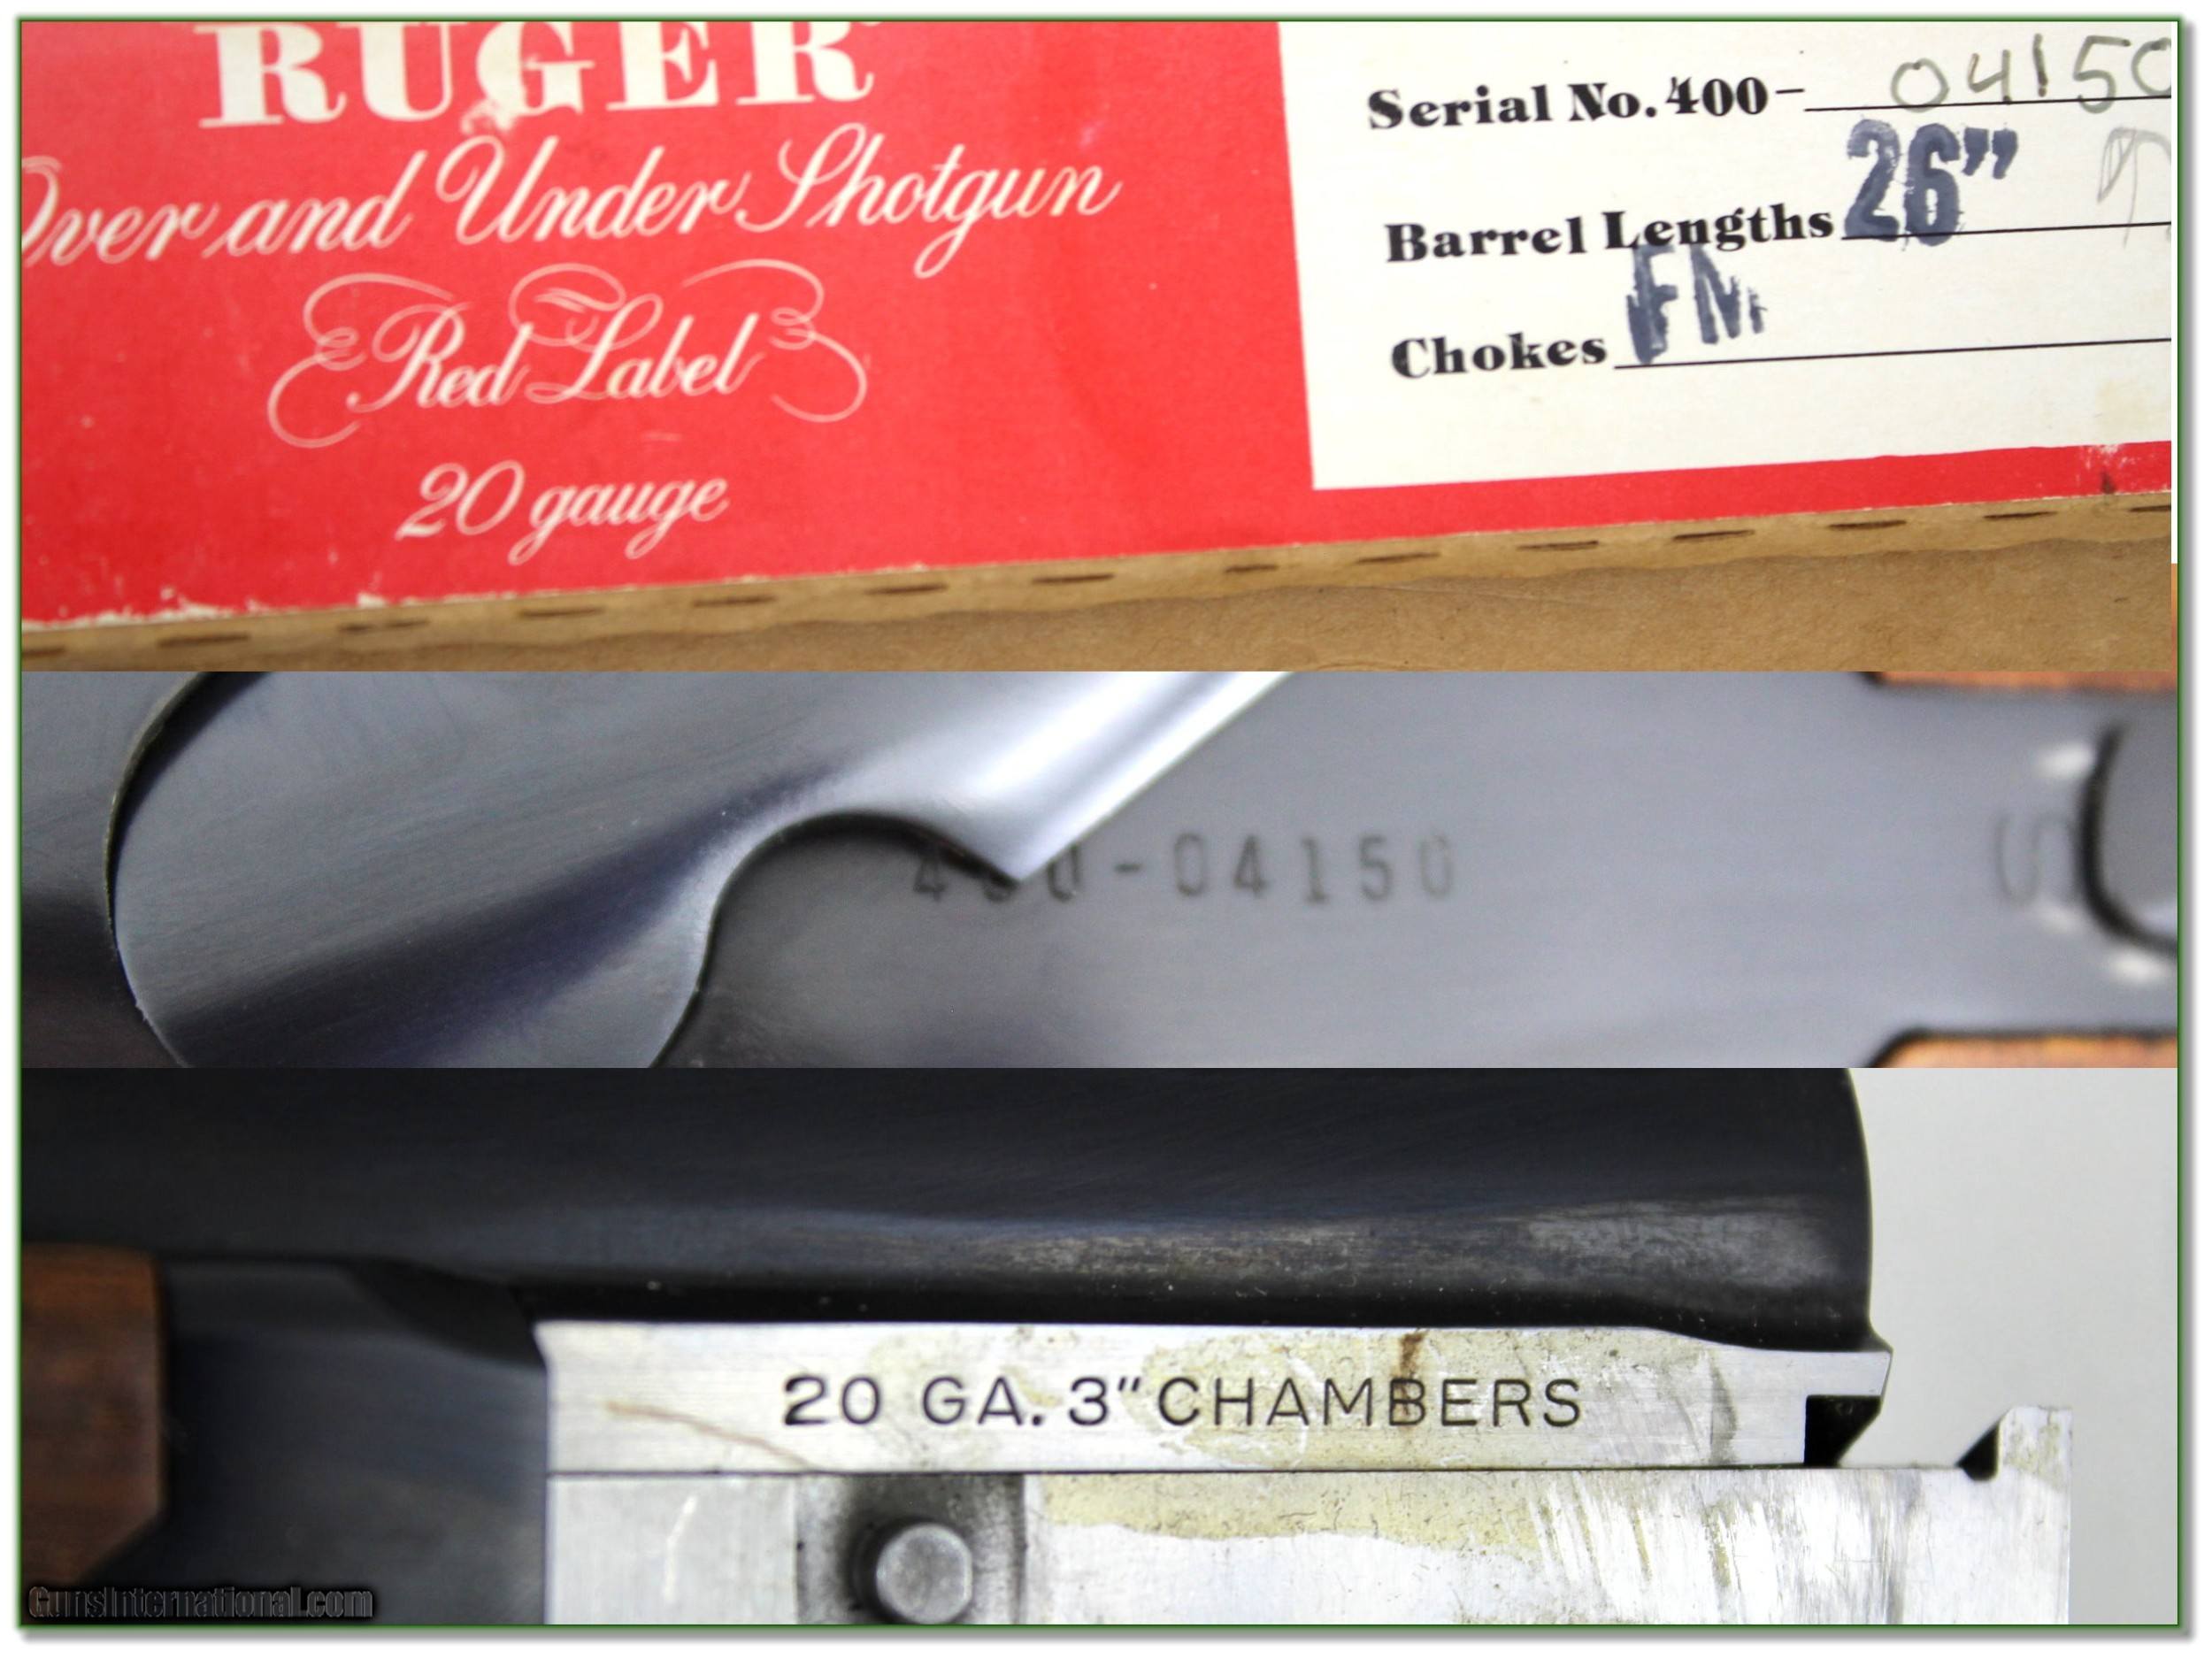 RUGER
Over and Under Shotgun
Red Label
20 gauge
Serial No. 400- 04150
Barrel Lengths 26"
Chokes FM
400-04150
S
20 GA. 3" CHAMBERS
GunsInternational.com